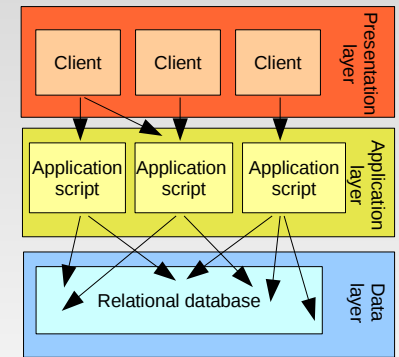 Client
Client
Client
Presentation
layer
Application
script
Application
script
Application
script
Application
layer
Relational database
Data
layer